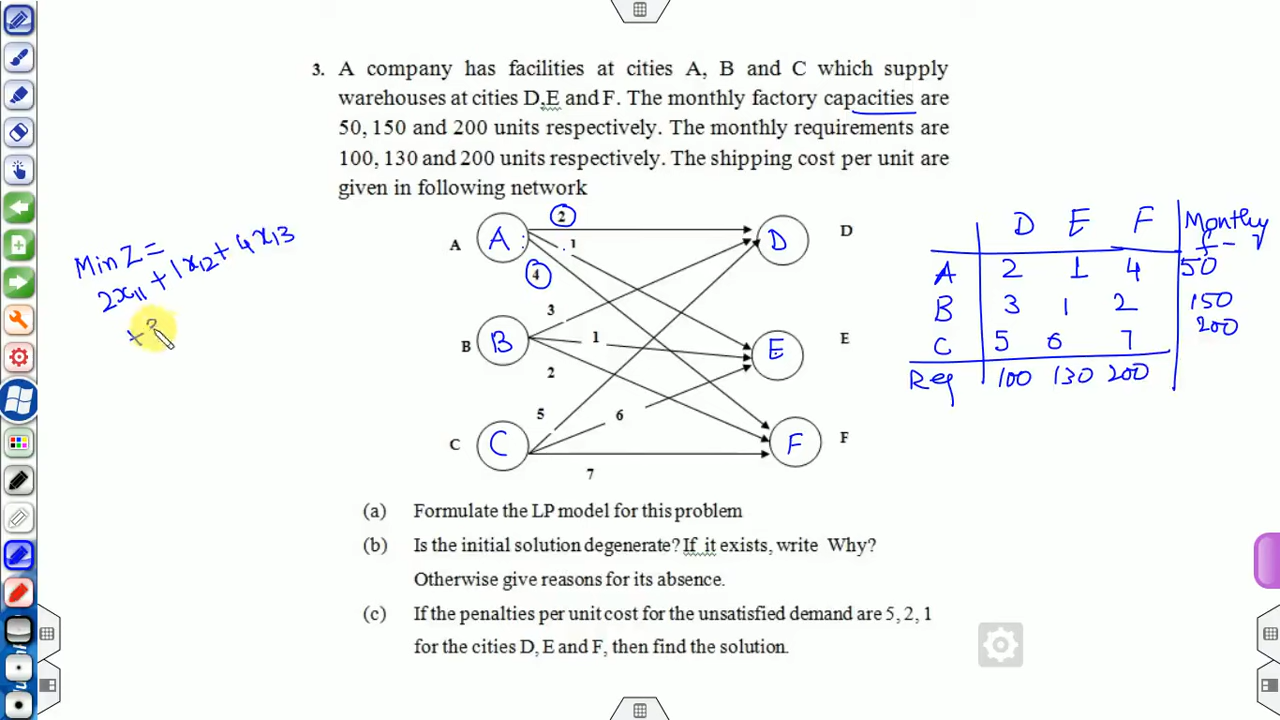 3. A company has facilities at cities A, B and C which supply
warehouses at cities D,E and F. The monthly factory capacities are
50, 150 and 200 units respectively. The monthly requirements are
100, 130 and 200 units respectively. The shipping cost per unit are
given in following network
Min Z =
2x11 + 1x12 + 4x13
+ 3
A A 2 D D
1
4
3
B B 1 E E
2
5 6
C C F F
7
D E F Monthly
A 2 1 4 50
B 3 1 2 150
C 5 6 7 200
Req 100 130 200
(a) Formulate the LP model for this problem
(b) Is the initial solution degenerate? If it exists, write Why?
Otherwise give reasons for its absence.
(c) If the penalties per unit cost for the unsatisfied demand are 5, 2, 1
for the cities D, E and F, then find the solution.